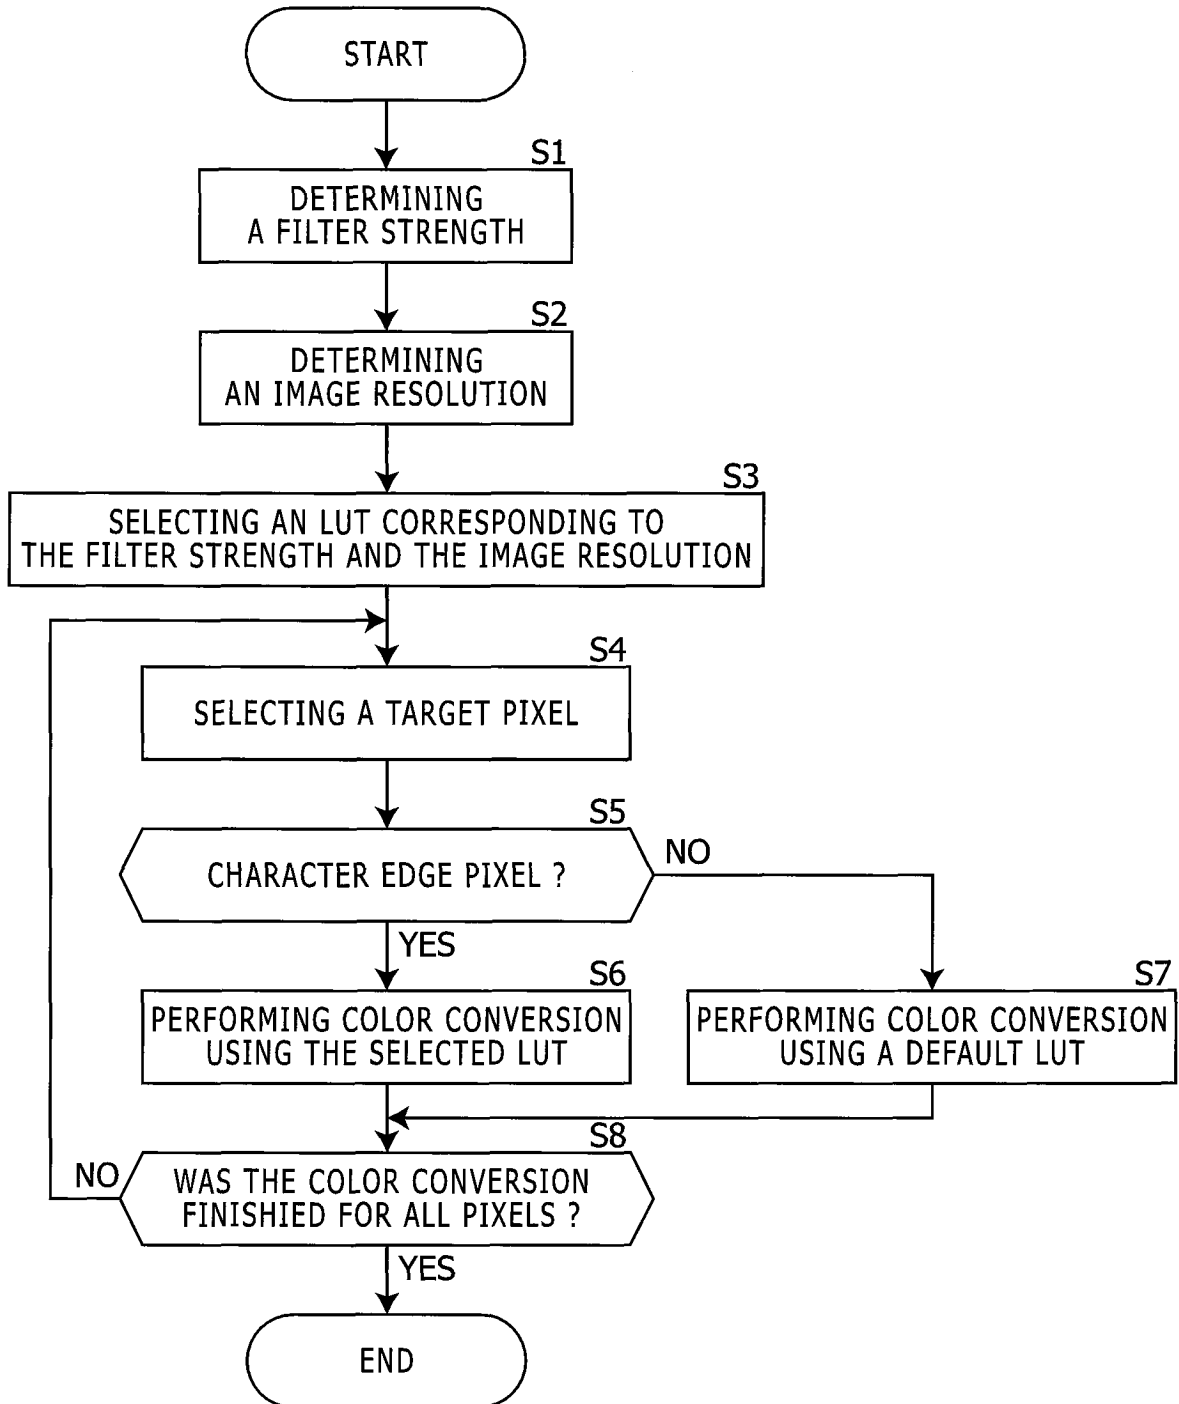 START
S1
DETERMINING
A FILTER STRENGTH
S2
DETERMINING
AN IMAGE RESOLUTION
S3
SELECTING AN LUT CORRESPONDING TO
THE FILTER STRENGTH AND THE IMAGE RESOLUTION
S4
SELECTING A TARGET PIXEL
S5
CHARACTER EDGE PIXEL ?
NO
YES
S6
PERFORMING COLOR CONVERSION
USING THE SELECTED LUT
S7
PERFORMING COLOR CONVERSION
USING A DEFAULT LUT
S8
NO
WAS THE COLOR CONVERSION
FINISHIED FOR ALL PIXELS ?
YES
END